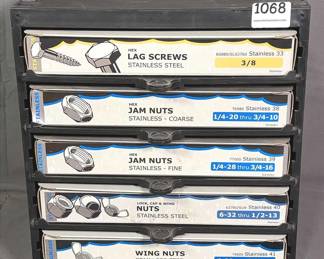 1068
HEX
LAG SCREWS
STAINLESS STEEL
Stainless 33
3/8
HEX
JAM NUTS
STAINLESS - COARSE
Stainless 38
1/4-20 thru 3/4-10
HEX
JAM NUTS
STAINLESS - FINE
Stainless 39
1/4-28 thru 3/4-16
LOCK, CAP & WING
NUTS
STAINLESS STEEL
Stainless 40
6-32 thru 1/2-13
WING NUTS
Stainless 41